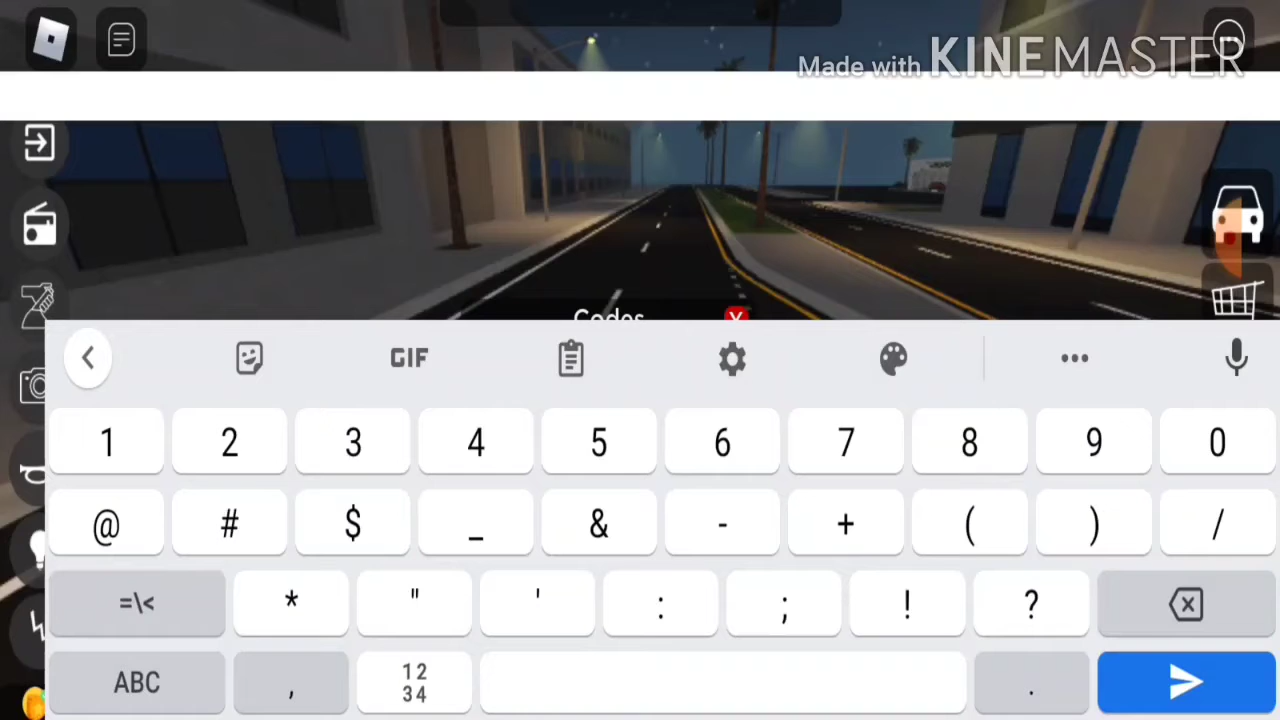 Made with KINEMASTER
Codes X
GIF
1 2 3 4 5 6 7 8 9 0
@ # $ _ & - + ( ) /
=\< * " ' : ; ! ?
ABC , 12 .
34